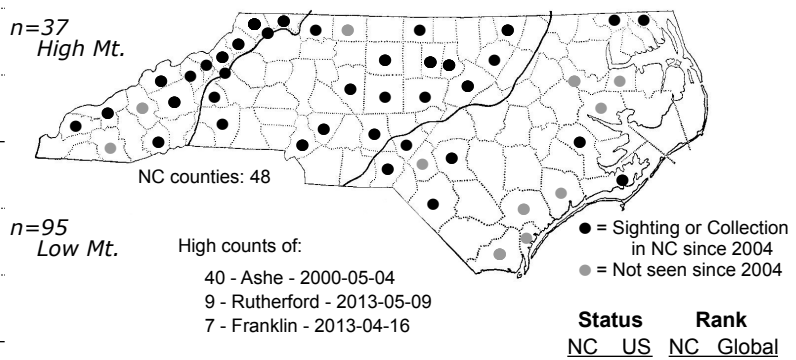 n=37
High Mt.
NC counties: 48
n=95
Low Mt.
High counts of:
40 - Ashe - 2000-05-04
9 - Rutherford - 2013-05-09
7 - Franklin - 2013-04-16
● = Sighting or Collection
in NC since 2004
● = Not seen since 2004
Status Rank
NC US NC Global